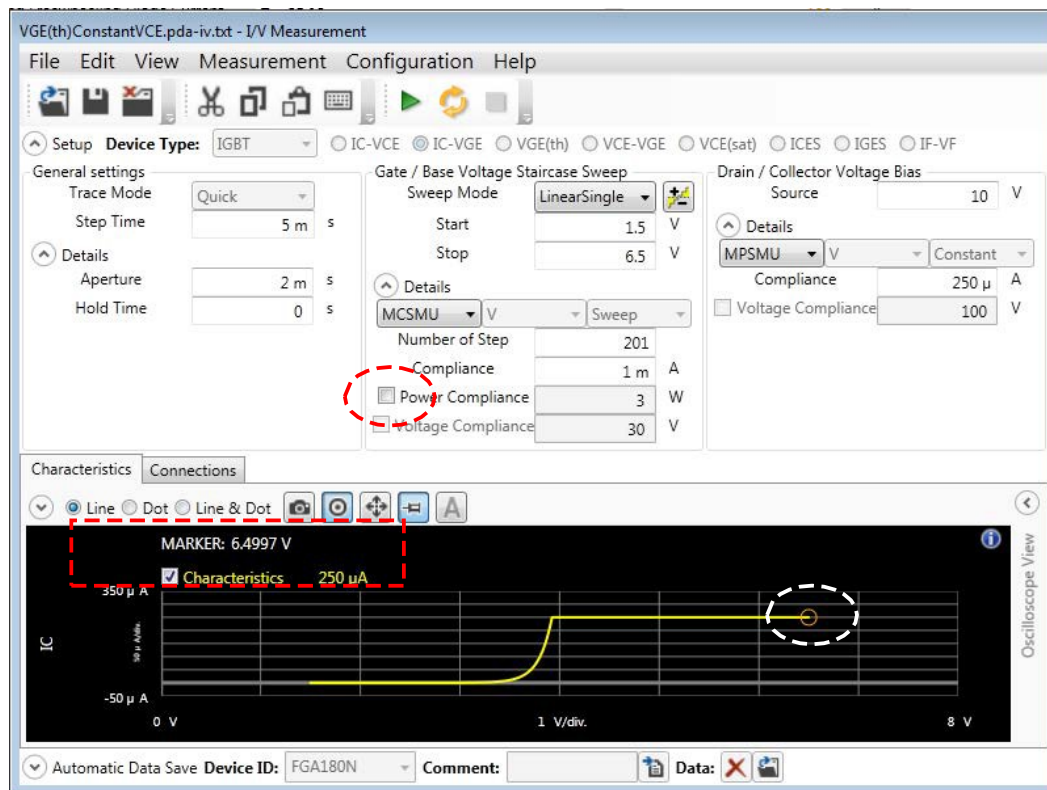 VGE(th)ConstantVCE.pda-iv.txt - I/V Measurement
File Edit View Measurement Configuration Help
Setup Device Type: IGBT IC-VCE IC-VGE VGE(th) VCE-VGE VCE(sat) ICES IGES IF-VF
General settings
Trace Mode Quick
Step Time 5 m s
Details
Aperture 2 m s
Hold Time 0 s
Gate / Base Voltage Staircase Sweep
Sweep Mode LinearSingle
Start 1.5 V
Stop 6.5 V
Details
MCSMU V Sweep
Number of Step 201
Compliance 1 m A
Power Compliance 3 W
Voltage Compliance 30 V
Drain / Collector Voltage Bias
Source 10 V
Details
MPSMU V Constant
Compliance 250 μ A
Voltage Compliance 100 V
Characteristics Connections
Line Dot Line & Dot A
MARKER: 6.4997 V
Characteristics 250 μA
350 μ A
IC
50 μ A/div.
-50 μ A
0 V 1 V/div. 8 V
Oscilloscope View
Automatic Data Save Device ID: FGA180N Comment: Data: